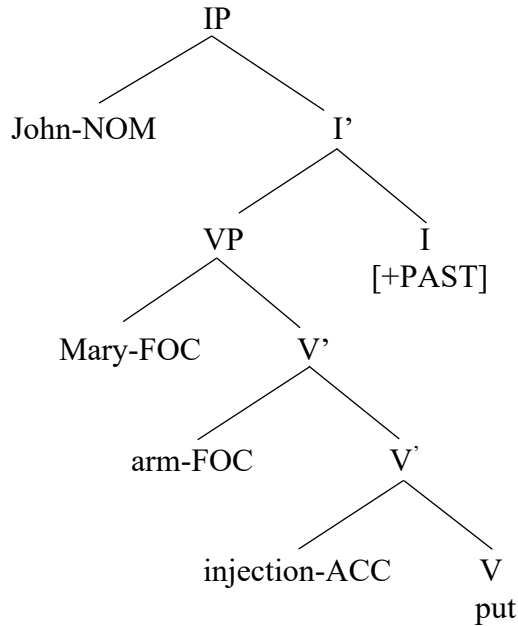 IP
John-NOM I’
VP I
[+PAST]
Mary-FOC V’
arm-FOC V’
injection-ACC V
put